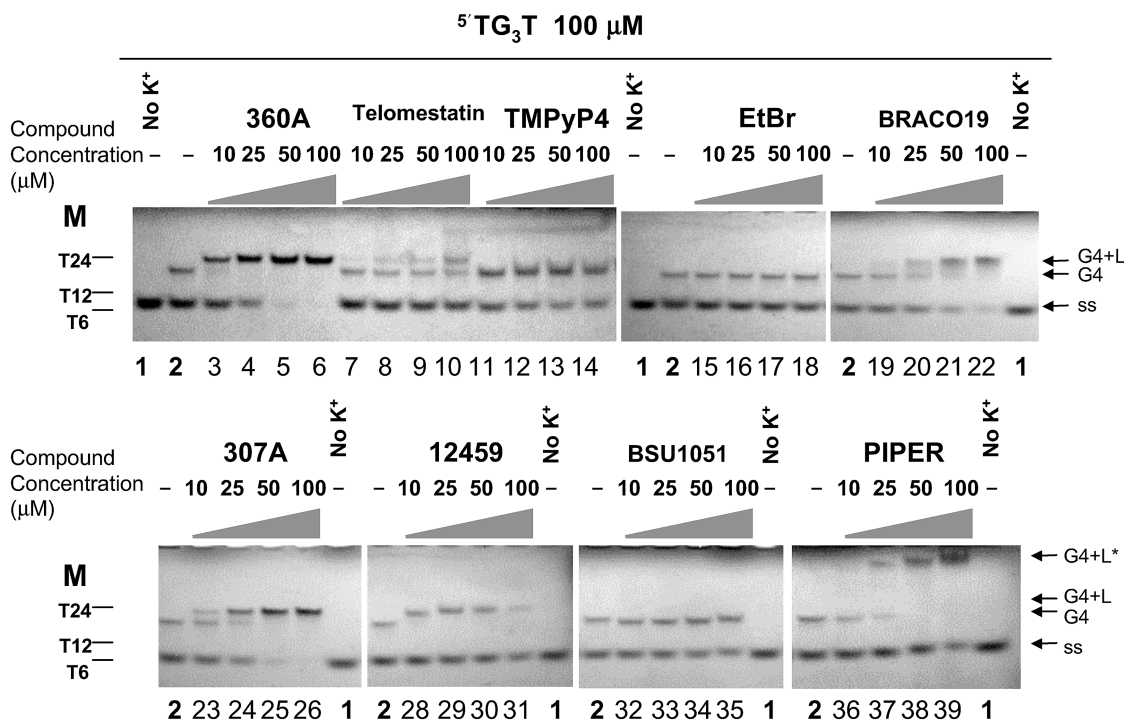 5´TG3T 100 µM
No K+ No K+ No K+
360A Telomestatin TMPyP4 EtBr BRACO19
Compound
Concentration – – 10 25 50 100 10 25 50 100 10 25 50 100 – – 10 25 50 100 – 10 25 50 100 –
(µM)
M
T24 G4+L
G4
T12 ss
T6
1 2 3 4 5 6 7 8 9 10 11 12 13 14 1 2 15 16 17 18 2 19 20 21 22 1
No K+ No K+ No K+ No K+
307A 12459 BSU1051 PIPER
Compound
Concentration – 10 25 50 100 – – 10 25 50 100 – – 10 25 50 100 – – 10 25 50 100 –
(µM)
G4+L*
M
G4+L
T24 G4
T12 ss
T6
2 23 24 25 26 1 2 28 29 30 31 1 2 32 33 34 35 1 2 36 37 38 39 1